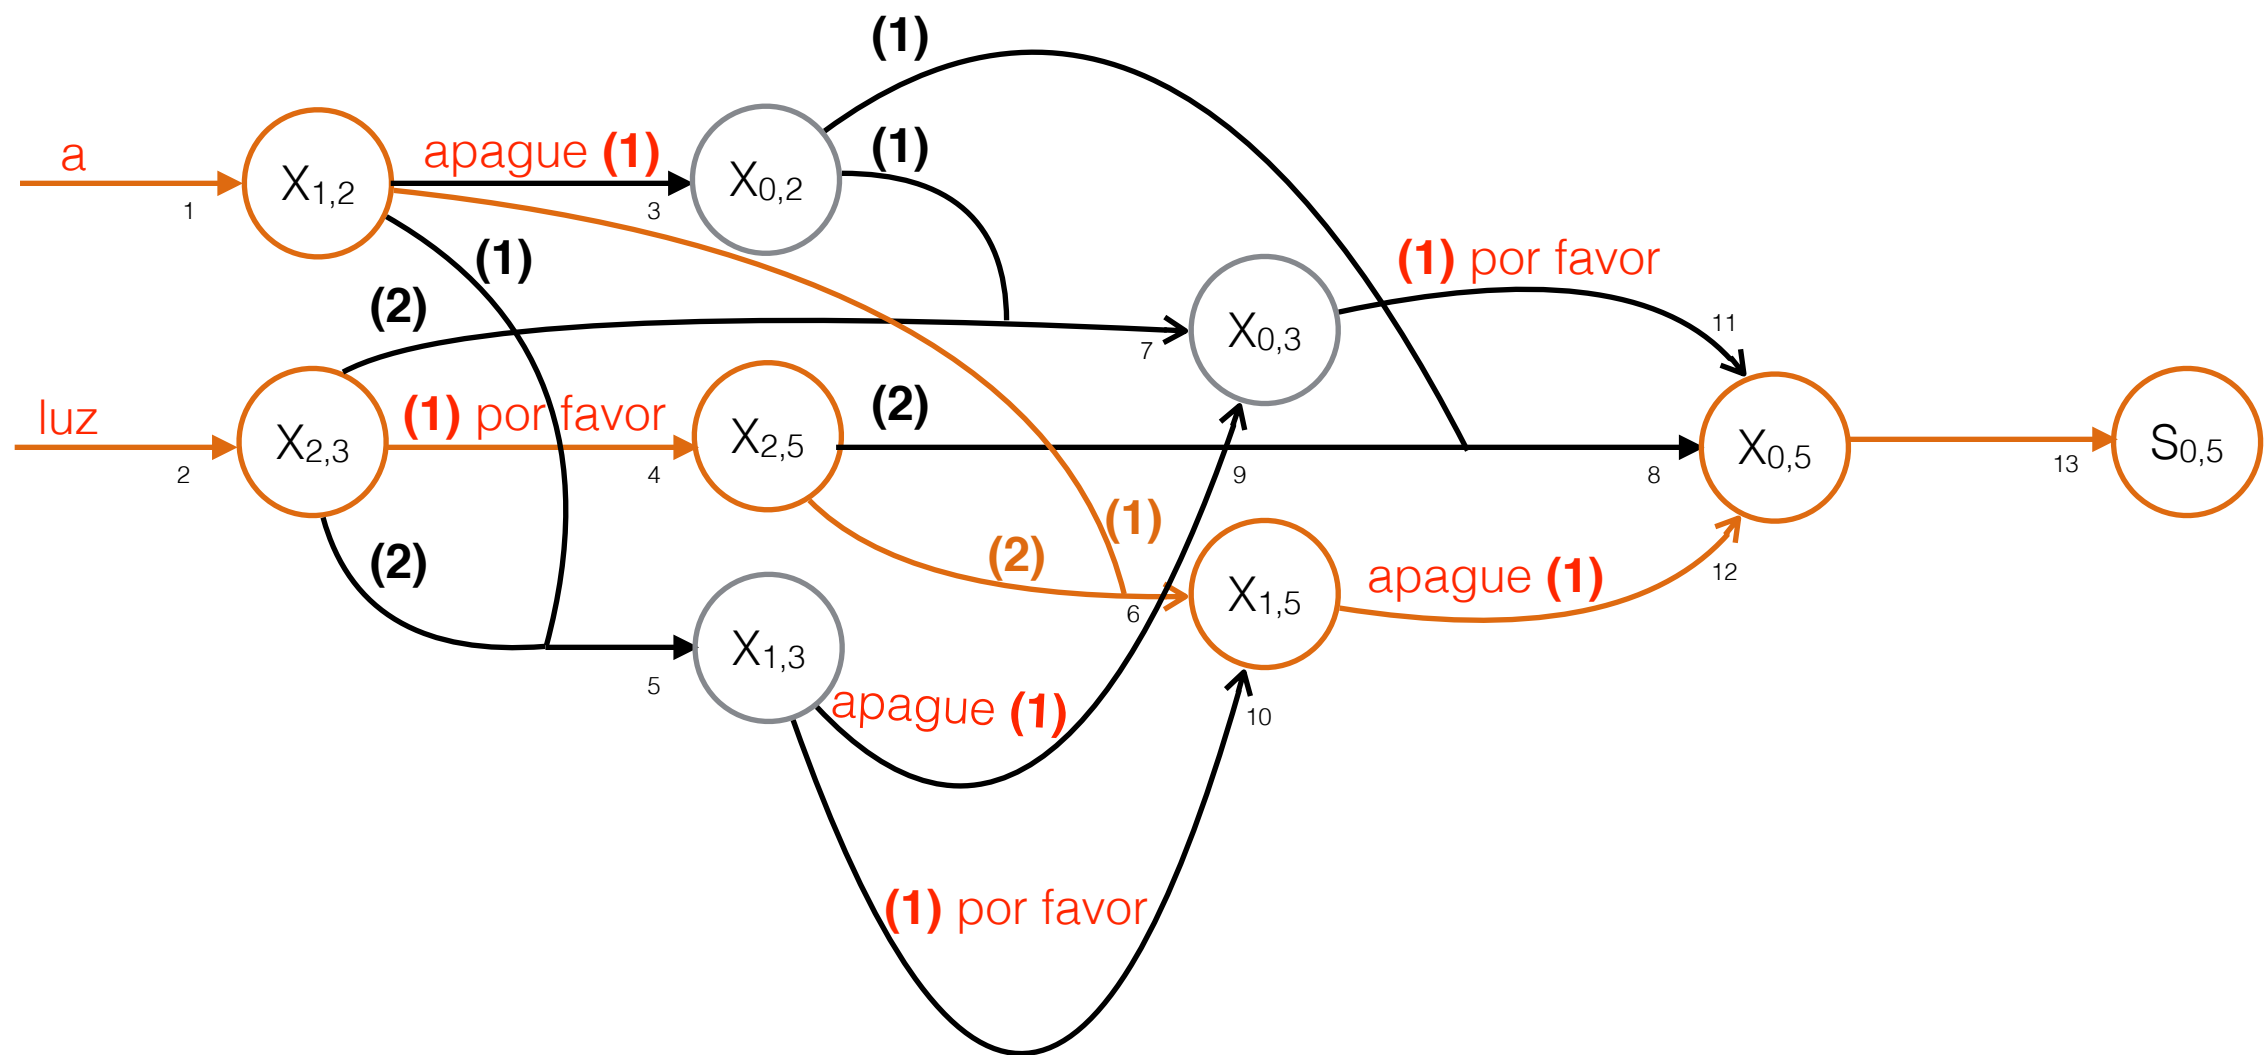 (1)
a
X1,2
apague (1)
X0,2
(1)
1
3
(1)
(2)
(1) por favor
X0,3
11
7
luz
X2,3
(1) por favor
X2,5
(2)
X0,5
S0,5
2
4
9
8
13
(1)
(2)
(2)
6
X1,5
apague (1)
12
X1,3
5
apague (1)
10
(1) por favor